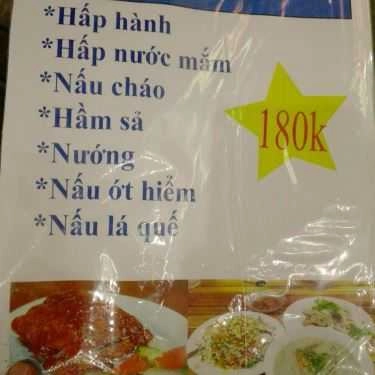 *Hấp hành
*Hấp nước mắm
*Nấu cháo
*Hầm sả
*Nướng
*Nấu ớt hiểm
*Nấu lá quế
180k